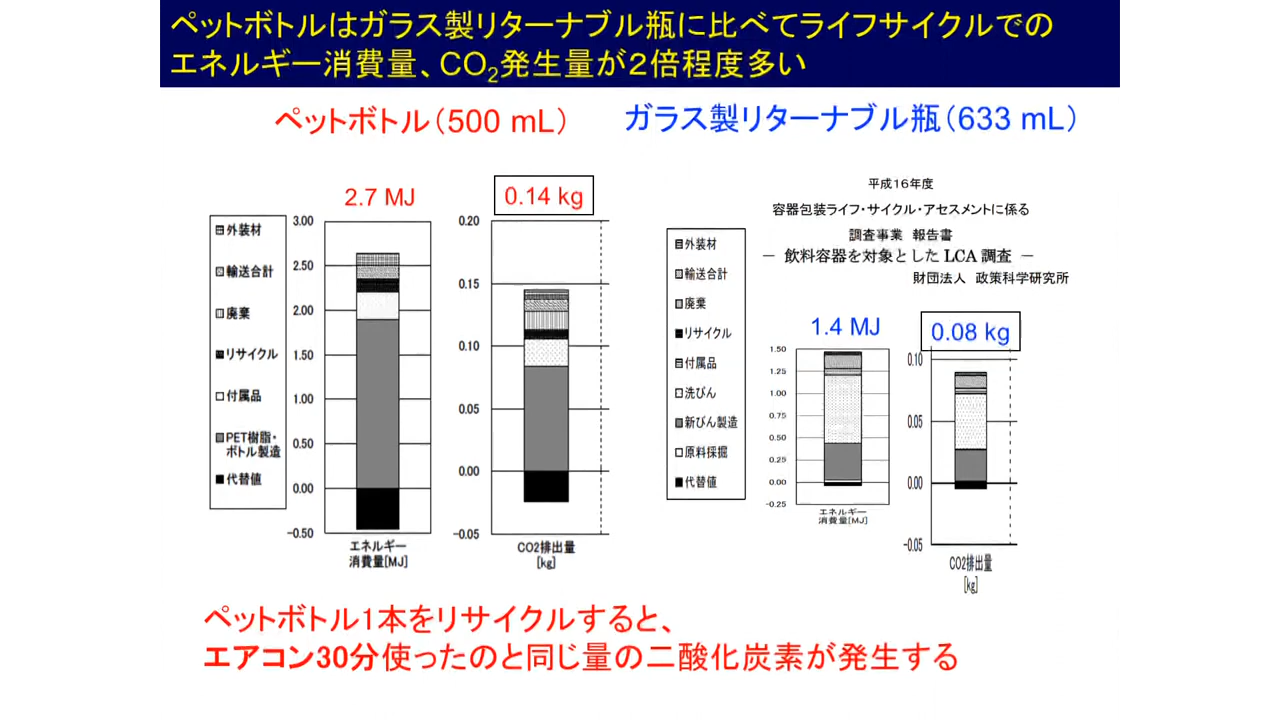 ペットボトルはガラス製リターナブル瓶に比べてライフサイクルでの
エネルギー消費量、CO2発生量が２倍程度多い
ペットボトル（500 mL）
ガラス製リターナブル瓶（633 mL）
2.7 MJ
0.14 kg
外装材
輸送合計
廃棄
リサイクル
付属品
PET樹脂・
ボトル製造
代替値
3.00
2.50
2.00
1.50
1.00
0.50
0.00
-0.50
エネルギー
消費量[MJ]
0.20
0.15
0.10
0.05
0.00
-0.05
CO2排出量
[kg]
平成１６年度
容器包装ライフ・サイクル・アセスメントに係る
調査事業 報告書
－ 飲料容器を対象とした LCA 調査 －
財団法人 政策科学研究所
外装材
輸送合計
廃棄
リサイクル
付属品
洗びん
新びん製造
原料採掘
代替値
1.4 MJ
0.08 kg
1.50
1.25
1.00
0.75
0.50
0.25
0.00
-0.25
エネルギー
消費量[MJ]
0.10
0.05
0.00
-0.05
CO2排出量
[kg]
ペットボトル1本をリサイクルすると、
エアコン30分使ったのと同じ量の二酸化炭素が発生する